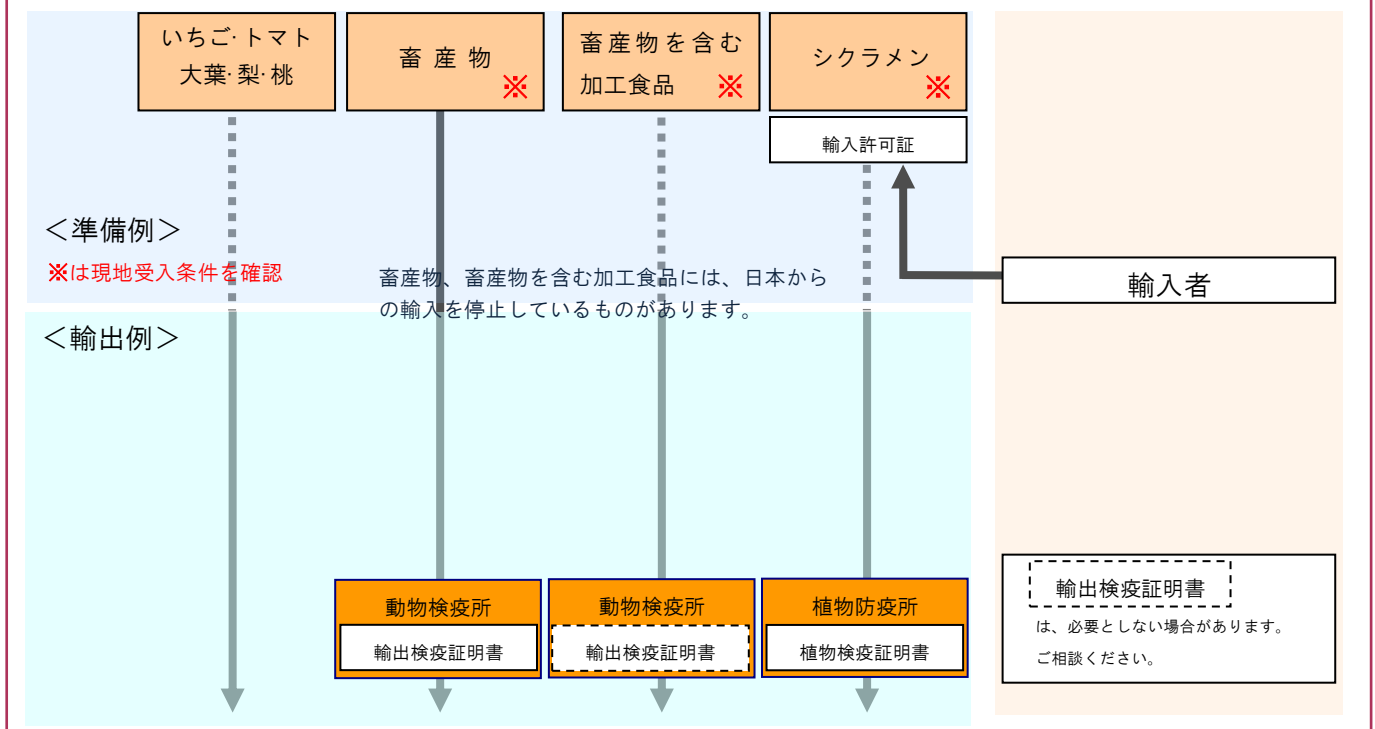 いちご･トマト
大葉･梨･桃
畜産物
※
畜産物を含む
加工食品 ※
シクラメン
※
輸入許可証
＜準備例＞
※は現地受入条件を確認
畜産物、畜産物を含む加工食品には、日本から
の輸入を停止しているものがあります。
輸入者
＜輸出例＞
動物検疫所
輸出検疫証明書
動物検疫所
輸出検疫証明書
植物防疫所
植物検疫証明書
輸出検疫証明書
は、必要としない場合があります。
ご相談ください。